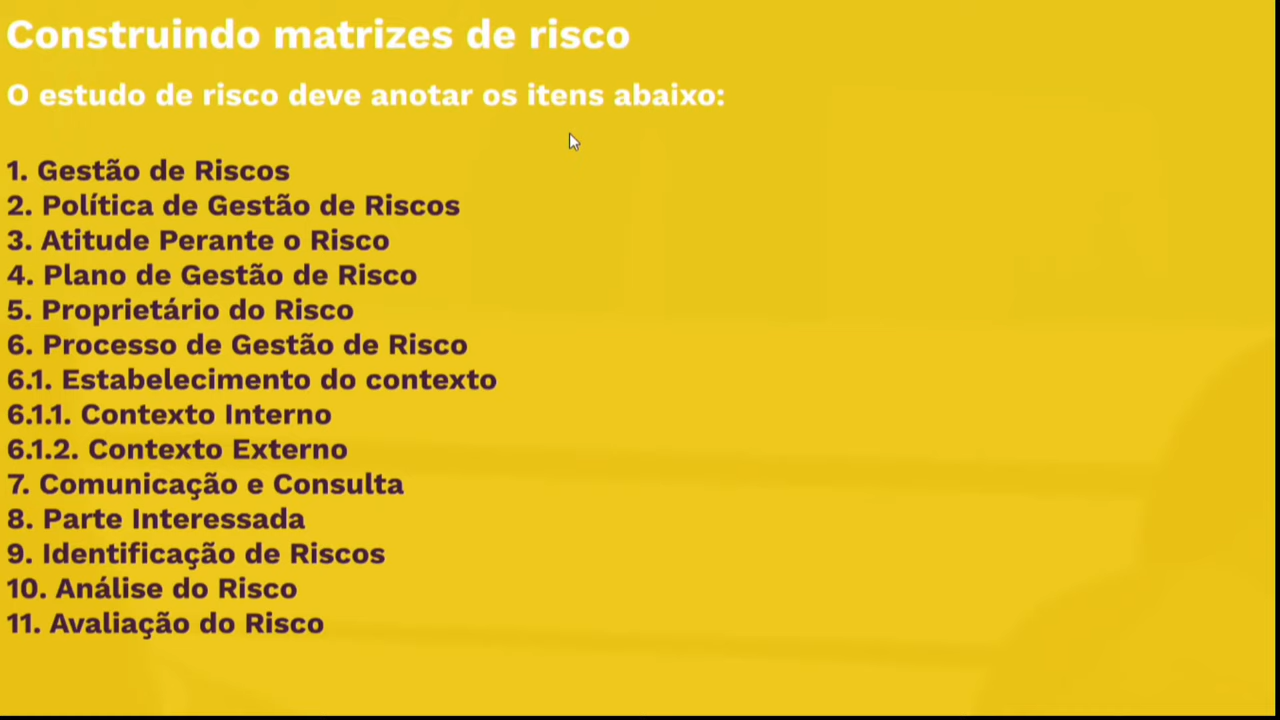 Construindo matrizes de risco
O estudo de risco deve anotar os itens abaixo:
1. Gestão de Riscos
2. Política de Gestão de Riscos
3. Atitude Perante o Risco
4. Plano de Gestão de Risco
5. Proprietário do Risco
6. Processo de Gestão de Risco
6.1. Estabelecimento do contexto
6.1.1. Contexto Interno
6.1.2. Contexto Externo
7. Comunicação e Consulta
8. Parte Interessada
9. Identificação de Riscos
10. Análise do Risco
11. Avaliação do Risco